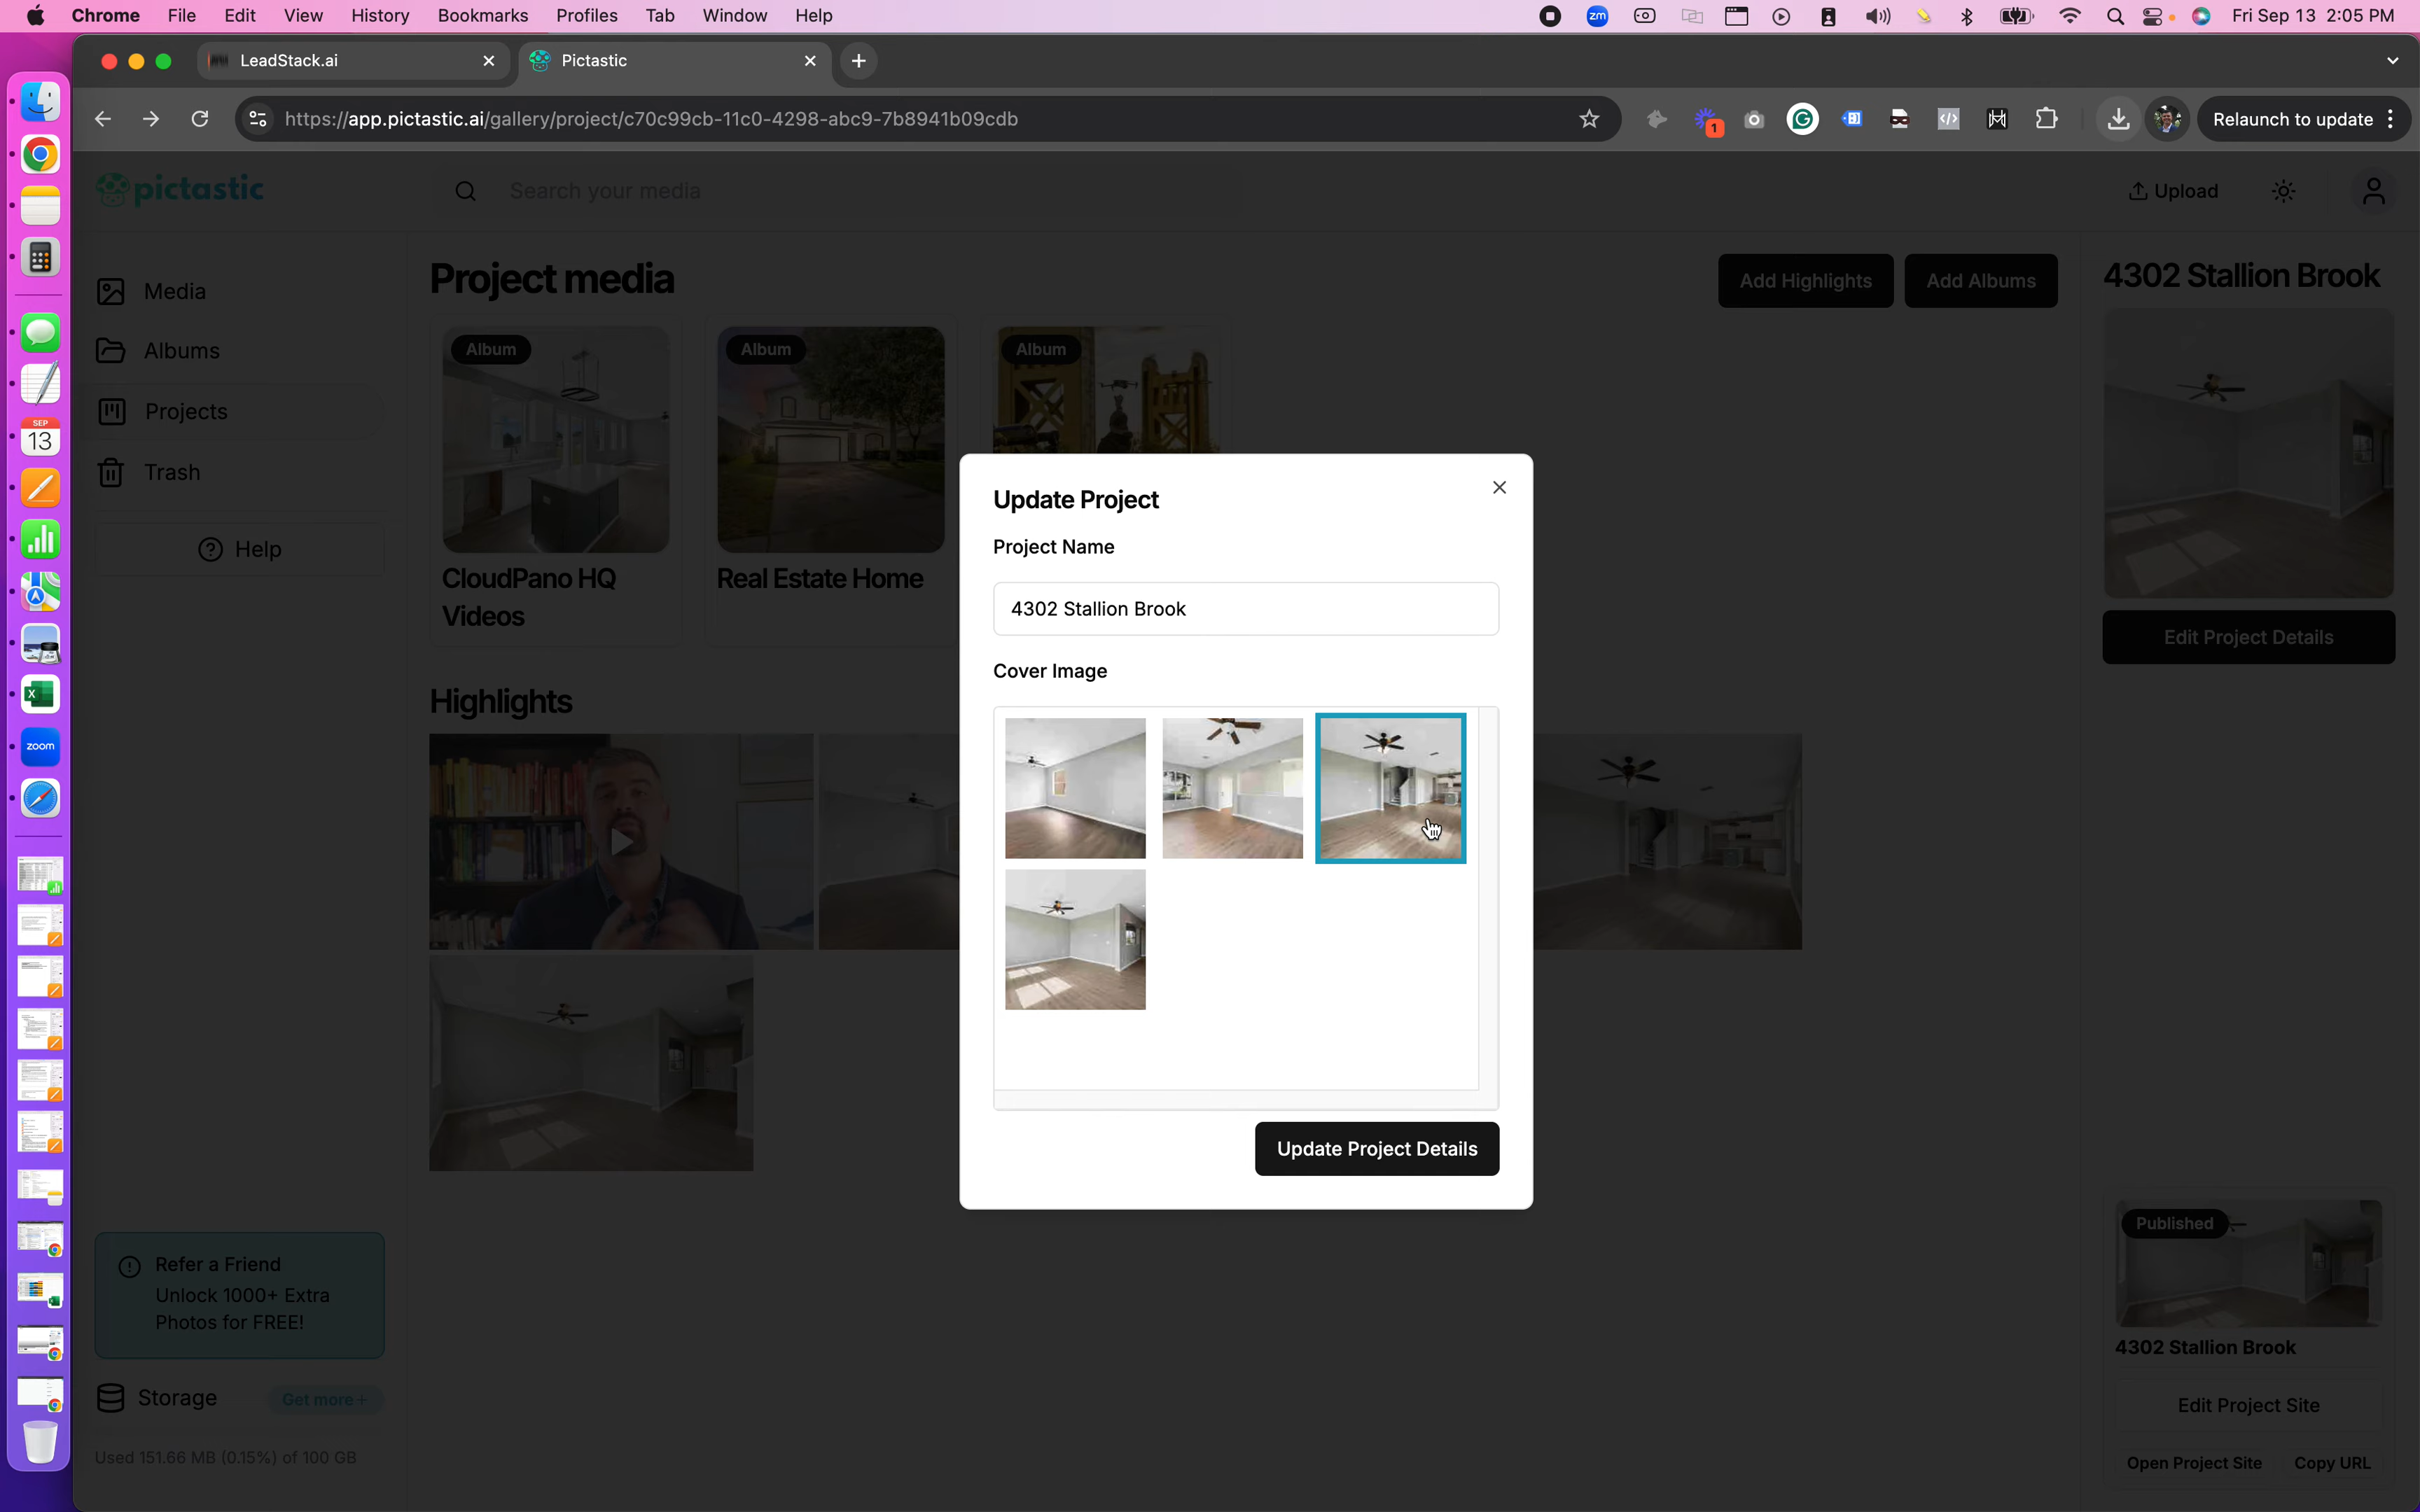 Chrome File Edit View History Bookmarks Profiles Tab Window Help
zm
Fri Sep 13 2:05 PM
LeadStack.ai
Pictastic
https://app.pictastic.ai/gallery/project/c70c99cb-11c0-4298-abc9-7b8941b09cdb
1
Relaunch to update
pictastic
Search your media
Upload
Media
Albums
Projects
Trash
Help
Project media
Add Highlights
Add Albums
4302 Stallion Brook
Album
Album
Album
CloudPano HQ
Videos
Real Estate Home
Edit Project Details
Highlights
Update Project
Project Name
4302 Stallion Brook
Cover Image
Update Project Details
Refer a Friend
Unlock 1000+ Extra
Photos for FREE!
Storage
Get more+
Used 151.66 MB (0.15%) of 100 GB
Published
4302 Stallion Brook
Edit Project Site
Open Project Site
Copy URL
SEP
13
zoom